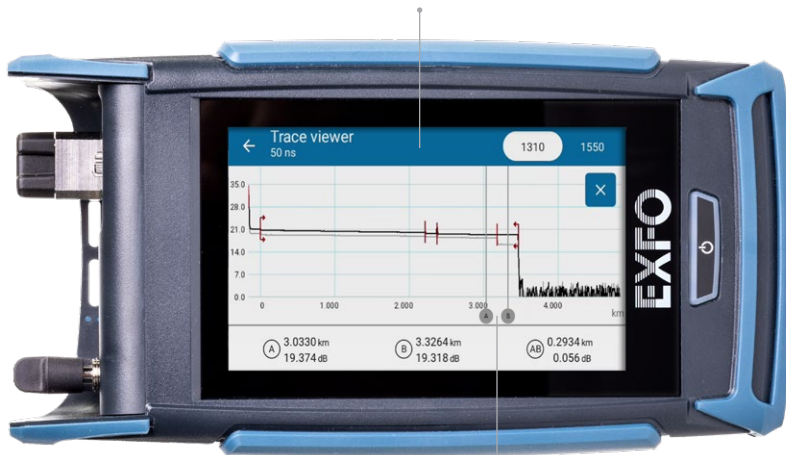 ← Trace viewer
50 ns
1310 1550
×
35.0
28.0
21.0
14.0
7.0
0.0
0 1.000 2.000 3.000 4.000 km
A B
A 3.0330 km
19.374 dB
B 3.3264 km
19.318 dB
AB 0.2934 km
0.056 dB
EXFO